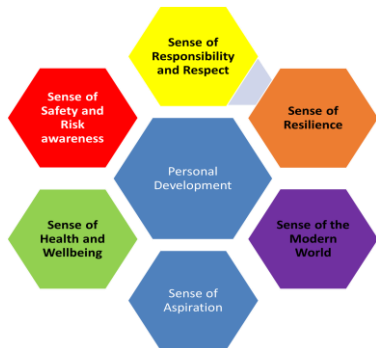 Sense of
Responsibility
and Respect
Sense of
Safety and
Risk
awareness
Sense of
Resilience
Personal
Development
Sense of
Health and
Wellbeing
Sense of the
Modern
World
Sense of
Aspiration